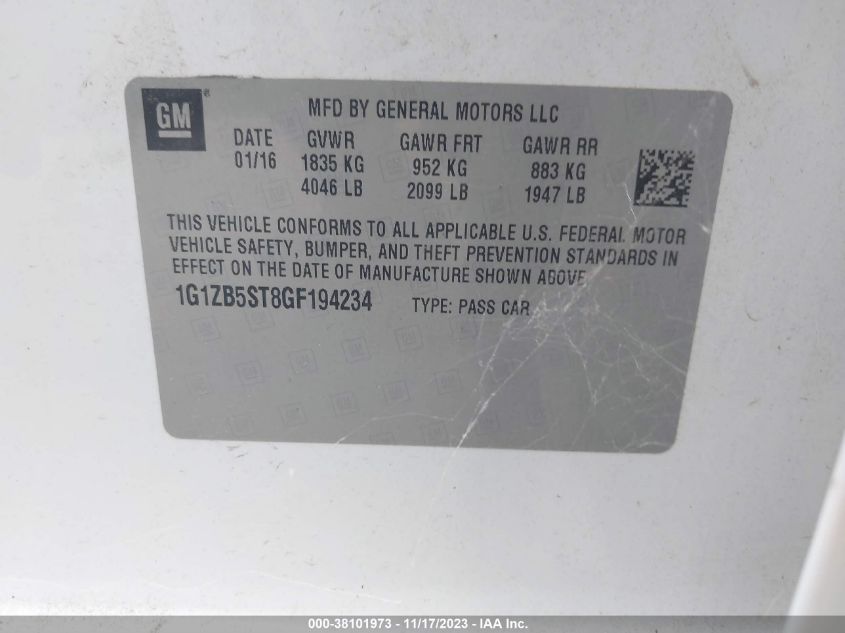 GM ®
MFD BY GENERAL MOTORS LLC
DATE GVWR GAWR FRT GAWR RR
01/16 1835 KG 952 KG 883 KG
4046 LB 2099 LB 1947 LB
THIS VEHICLE CONFORMS TO ALL APPLICABLE U.S. FEDERAL MOTOR
VEHICLE SAFETY, BUMPER, AND THEFT PREVENTION STANDARDS IN
EFFECT ON THE DATE OF MANUFACTURE SHOWN ABOVE
1G1ZB5ST8GF194234 TYPE: PASS CAR
000-38101973 - 11/17/2023 - IAA Inc.